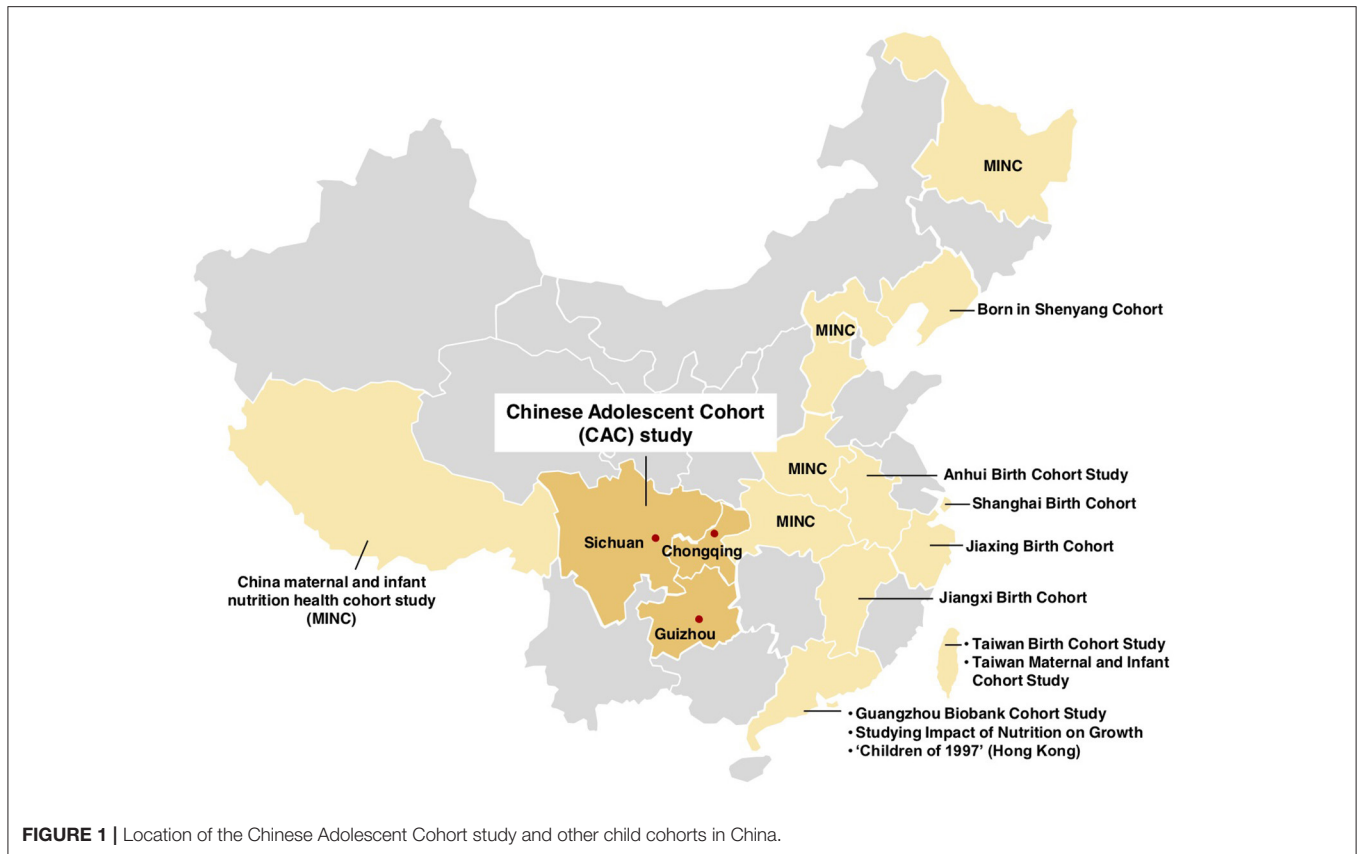 MINC
Born in Shenyang Cohort
MINC
Chinese Adolescent Cohort
(CAC) study
MINC
Anhui Birth Cohort Study
Shanghai Birth Cohort
MINC
Sichuan
Chongqing
Jiaxing Birth Cohort
China maternal and infant
nutrition health cohort study
(MINC)
Jiangxi Birth Cohort
Guizhou
• Taiwan Birth Cohort Study
• Taiwan Maternal and Infant
Cohort Study
• Guangzhou Biobank Cohort Study
• Studying Impact of Nutrition on Growth
• ‘Children of 1997’ (Hong Kong)
FIGURE 1 | Location of the Chinese Adolescent Cohort study and other child cohorts in China.